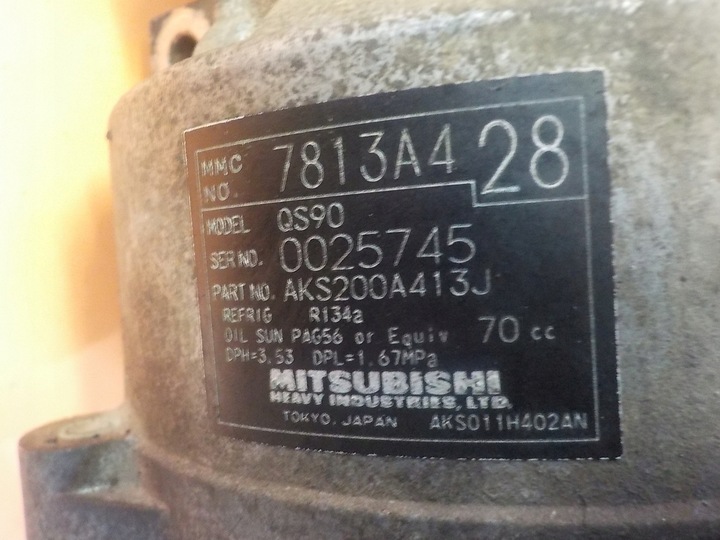 MMC NO. 7813A428
MODEL QS90
SER NO. 0025745
PART NO. AKS200A413J
REFRIG R134a
OIL SUN PAG56 or Equiv 70 cc
DPH=3.53 DPL=1.67MPa
MITSUBISHI
HEAVY INDUSTRIES, LTD.
TOKYO, JAPAN AKS011H402AN